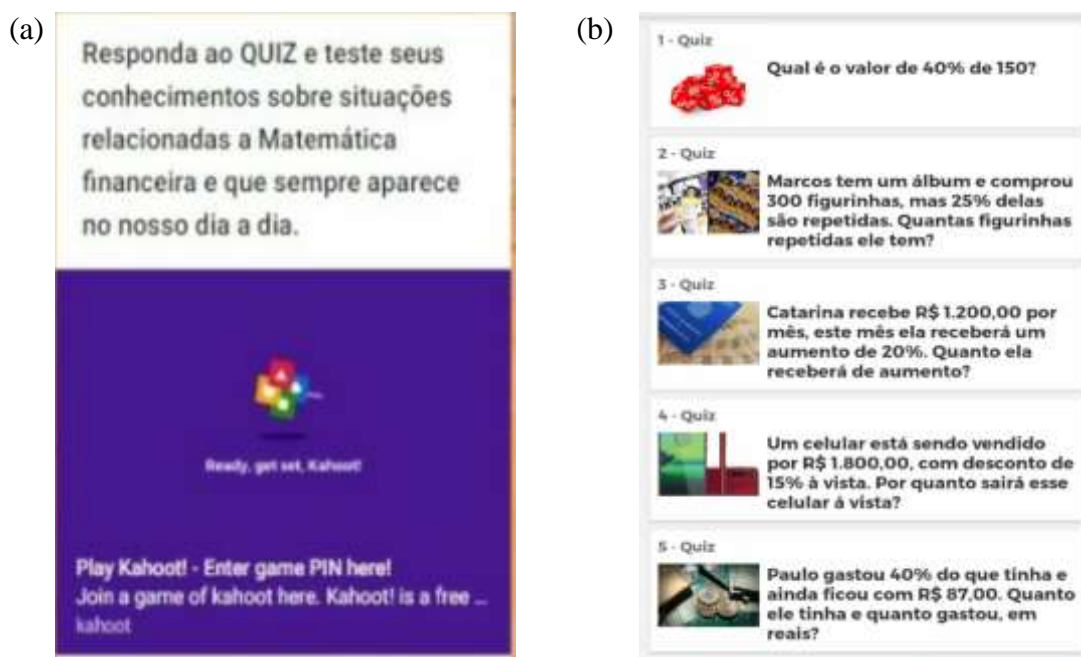 (a)
Responda ao QUIZ e teste seus
conhecimentos sobre situações
relacionadas a Matemática
financeira e que sempre aparece
no nosso dia a dia.
Ready, get set, Kahoot!
Play Kahoot! - Enter game PIN here!
Join a game of kahoot here. Kahoot! is a free ...
kahoot
(b)
1 - Quiz
Qual é o valor de 40% de 150?
2 - Quiz
Marcos tem um álbum e comprou
300 figurinhas, mas 25% delas
são repetidas. Quantas figurinhas
repetidas ele tem?
3 - Quiz
Catarina recebe R$ 1.200,00 por
mês, este mês ela receberá um
aumento de 20%. Quanto ela
receberá de aumento?
4 - Quiz
Um celular está sendo vendido
por R$ 1.800,00, com desconto de
15% à vista. Por quanto sairá esse
celular á vista?
5 - Quiz
Paulo gastou 40% do que tinha e
ainda ficou com R$ 87,00. Quanto
ele tinha e quanto gastou, em
reais?